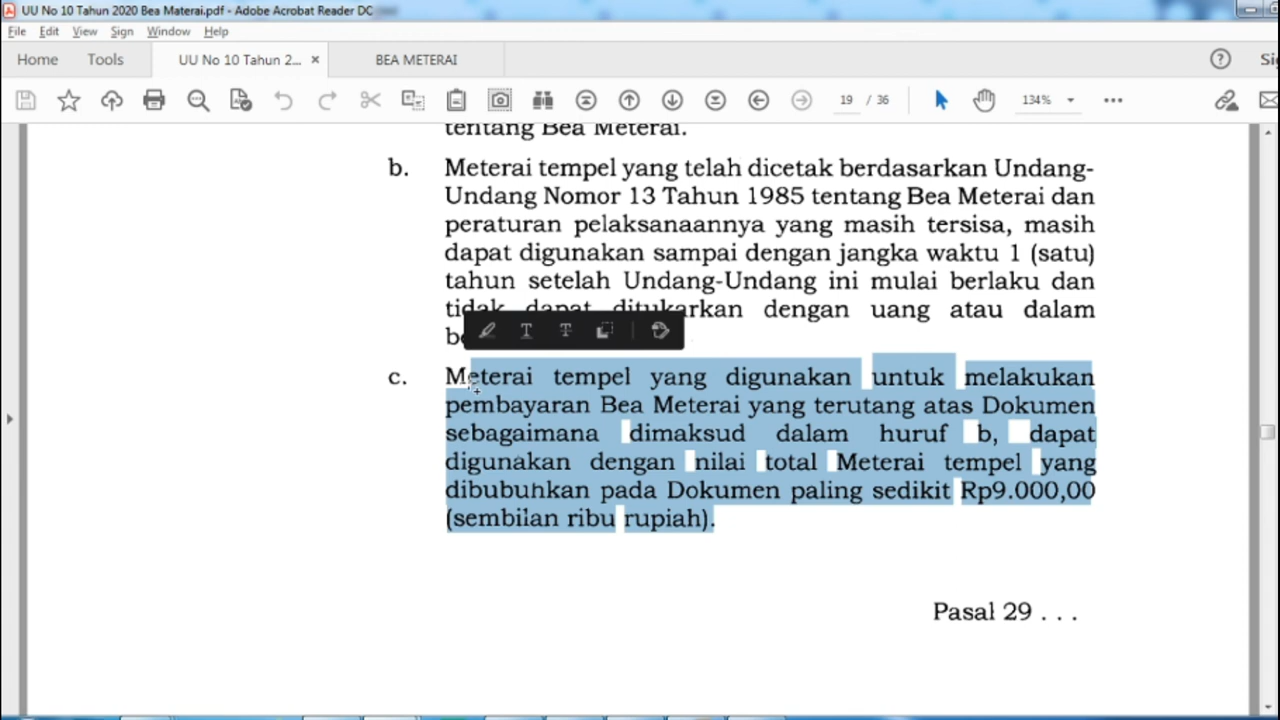 UU No 10 Tahun 2020 Bea Materai.pdf - Adobe Acrobat Reader DC
File Edit View Sign Window Help
Home Tools UU No 10 Tahun 2... × BEA METERAI ?
19 / 36 134%
tentang Bea Meterai.
b. Meterai tempel yang telah dicetak berdasarkan Undang-
Undang Nomor 13 Tahun 1985 tentang Bea Meterai dan
peraturan pelaksanaannya yang masih tersisa, masih
dapat digunakan sampai dengan jangka waktu 1 (satu)
tahun setelah Undang-Undang ini mulai berlaku dan
tidak dapat ditukarkan dengan uang atau dalam
c. Meterai tempel yang digunakan untuk melakukan
pembayaran Bea Meterai yang terutang atas Dokumen
sebagaimana dimaksud dalam huruf b, dapat
digunakan dengan nilai total Meterai tempel yang
dibubuhkan pada Dokumen paling sedikit Rp9.000,00
(sembilan ribu rupiah).
Pasal 29 . . .